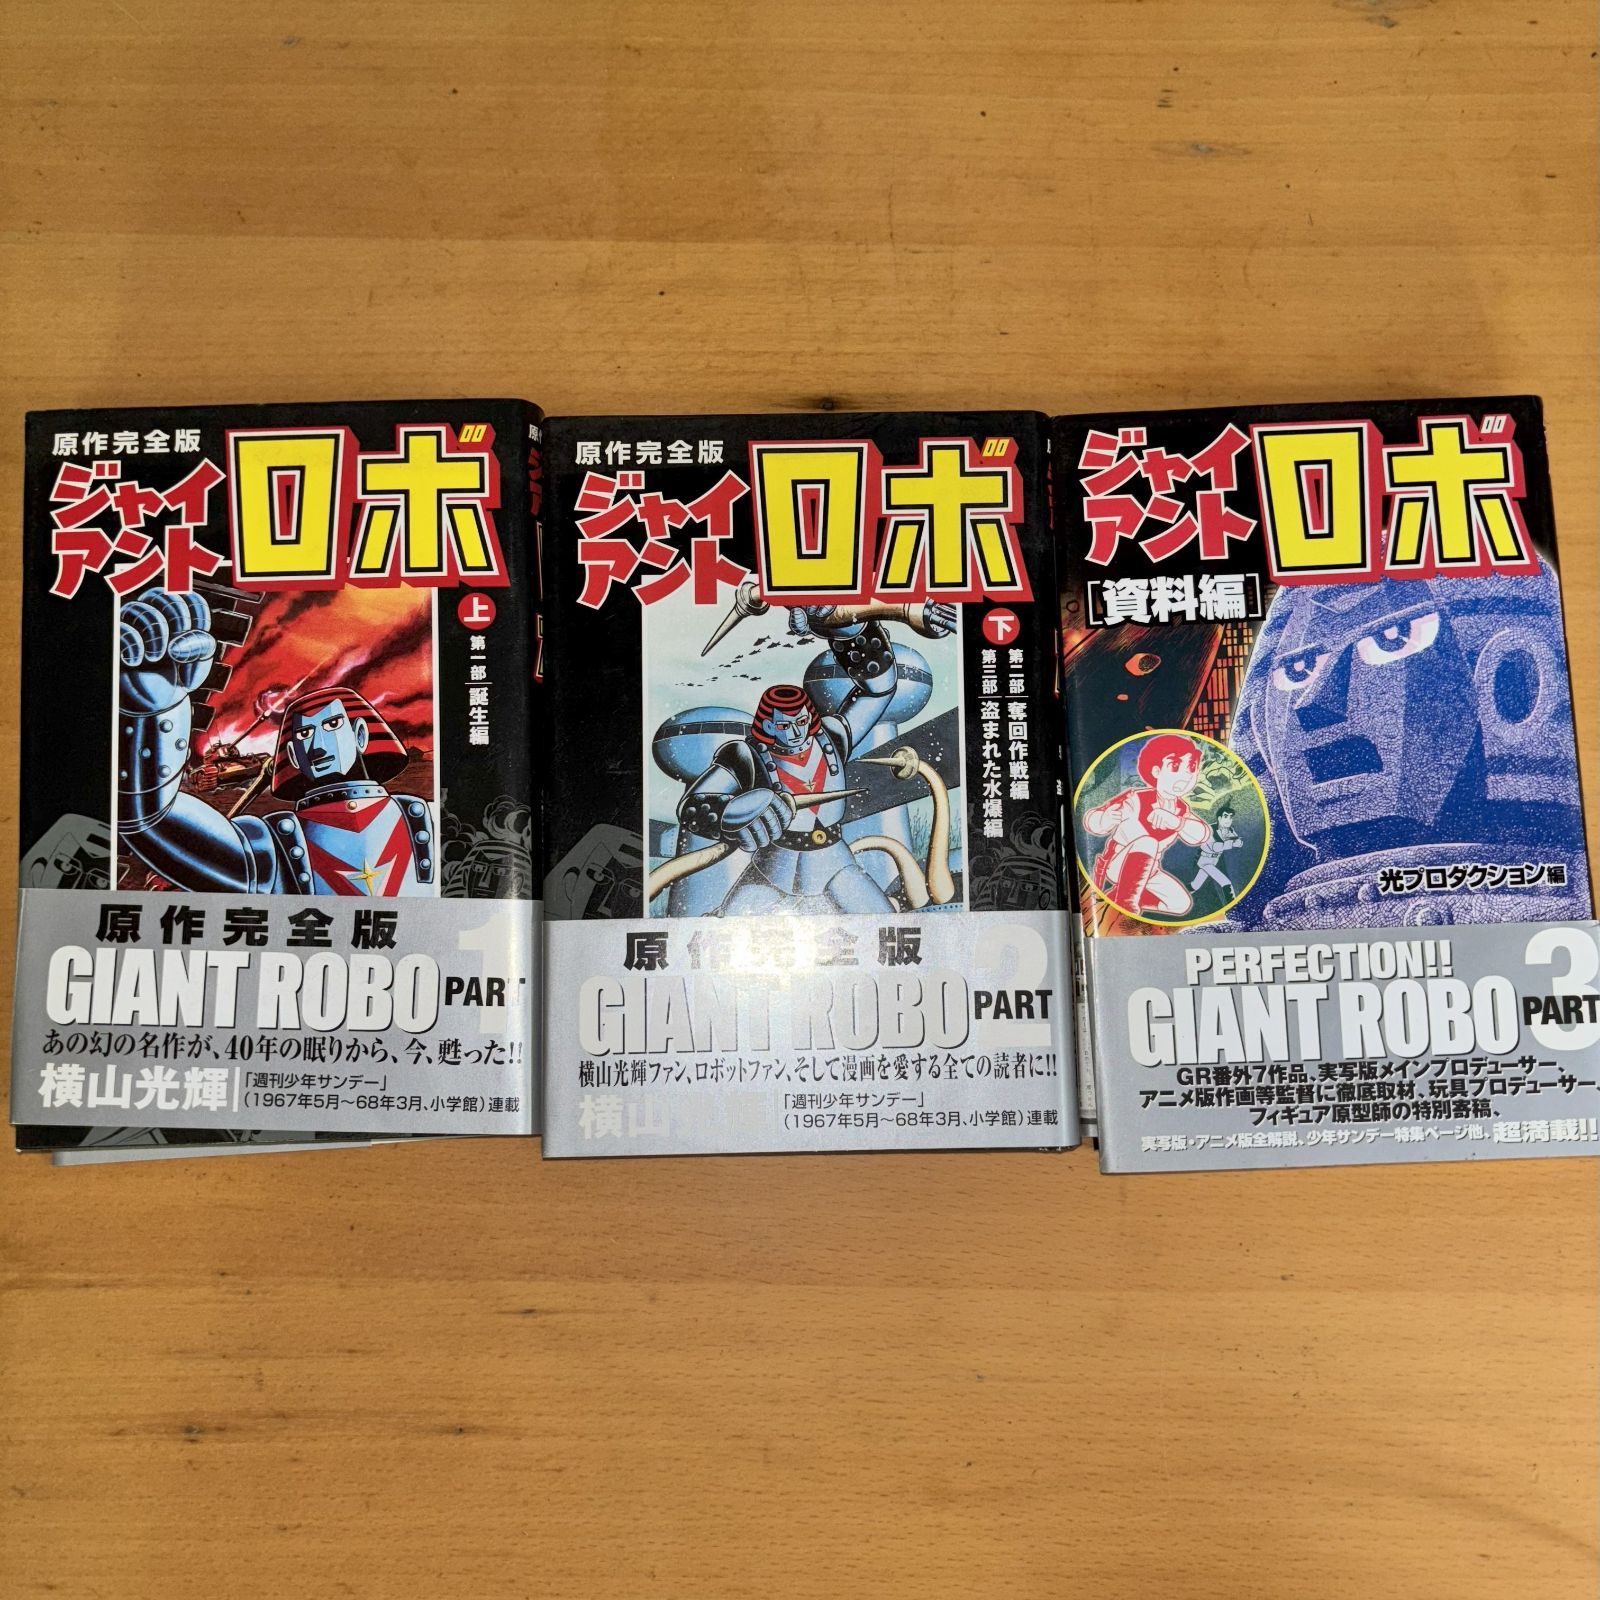 原作完全版
ジャイアント
ロボ
上
第一部 誕生編
原作完全版
GIANT ROBO
PART 1
あの幻の名作が、40年の眠りから、今、甦った!!
横山光輝
「週刊少年サンデー」
(1967年5月〜68年3月、小学館)連載
原作完全版
ジャイアント
ロボ
下
第二部 奪回作戦編
第三部 盗まれた水爆編
原作完全版
GIANT ROBO
PART 2
横山光輝ファン、ロボットファン、そして漫画を愛する全ての読者に!!
横山光輝
「週刊少年サンデー」
(1967年5月〜68年3月、小学館)連載
ジャイアント
ロボ
[資料編]
光プロダクション編
PERFECTION!!
GIANT ROBO
PART 3
GR番外7作品、実写版メインプロデューサー、
アニメ版作画等監督に徹底取材、玩具プロデューサー、
フィギュア原型師の特別寄稿、
実写版・アニメ版全解説、少年サンデー特集ページ他、超満載!!